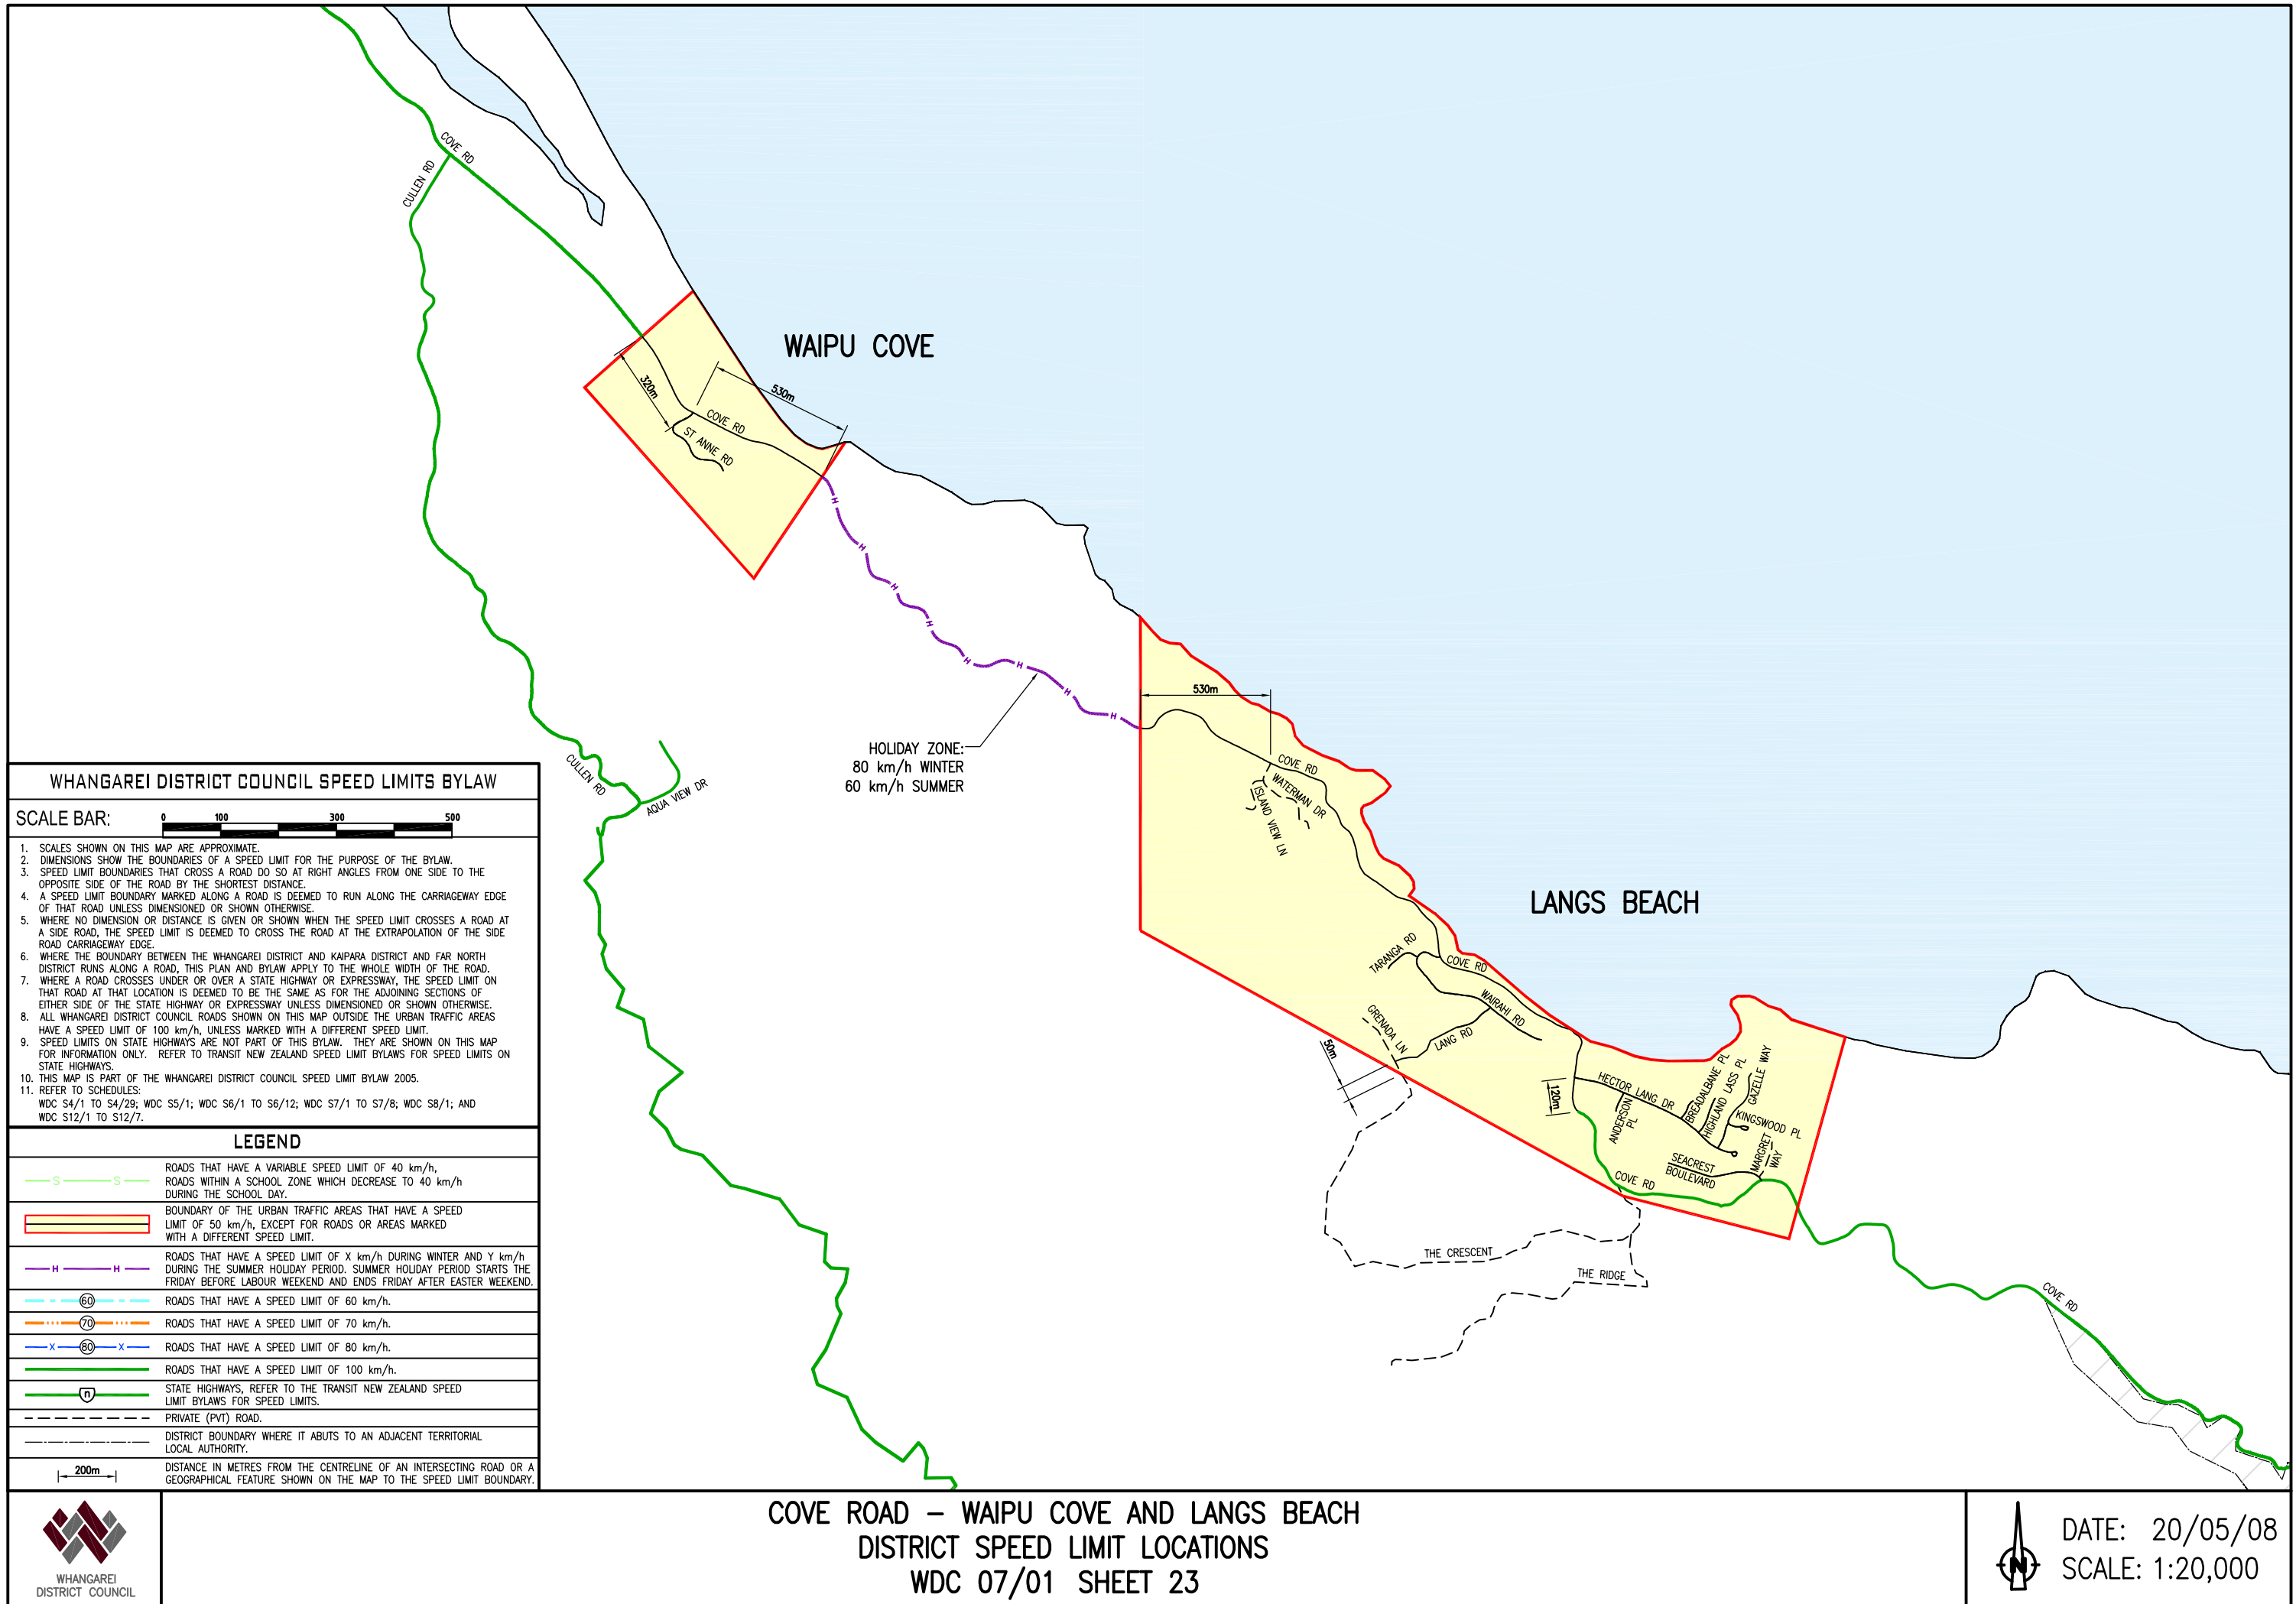 COVE RD
CULLEN RD
WAIPU COVE
320m
530m
COVE RD
ST ANNE RD
H
H
H
H
H
H
H
H
530m
HOLIDAY ZONE:
80 km/h WINTER
60 km/h SUMMER
COVE RD
WATERMAN DR
ISLAND VIEW LN
CULLEN RD
AQUA VIEW DR
LANGS BEACH
TARANGA RD
COVE RD
WAIRAHI RD
GRENADA LN
LANG RD
50m
120m
HECTOR LANG DR
ANDERSON
PL
BREADALBANE PL
HIGHLAND LASS PL
GAZELLE WAY
KINGSWOOD PL
MARGRET
WAY
SEACREST
BOULEVARD
COVE RD
THE CRESCENT
THE RIDGE
COVE RD
WHANGAREI DISTRICT COUNCIL SPEED LIMITS BYLAW
SCALE BAR:
0 100 300 500
1. SCALES SHOWN ON THIS MAP ARE APPROXIMATE.
2. DIMENSIONS SHOW THE BOUNDARIES OF A SPEED LIMIT FOR THE PURPOSE OF THE BYLAW.
3. SPEED LIMIT BOUNDARIES THAT CROSS A ROAD DO SO AT RIGHT ANGLES FROM ONE SIDE TO THE
OPPOSITE SIDE OF THE ROAD BY THE SHORTEST DISTANCE.
4. A SPEED LIMIT BOUNDARY MARKED ALONG A ROAD IS DEEMED TO RUN ALONG THE CARRIAGEWAY EDGE
OF THAT ROAD UNLESS DIMENSIONED OR SHOWN OTHERWISE.
5. WHERE NO DIMENSION OR DISTANCE IS GIVEN OR SHOWN WHEN THE SPEED LIMIT CROSSES A ROAD AT
A SIDE ROAD, THE SPEED LIMIT IS DEEMED TO CROSS THE ROAD AT THE EXTRAPOLATION OF THE SIDE
ROAD CARRIAGEWAY EDGE.
6. WHERE THE BOUNDARY BETWEEN THE WHANGAREI DISTRICT AND KAIPARA DISTRICT AND FAR NORTH
DISTRICT RUNS ALONG A ROAD, THIS PLAN AND BYLAW APPLY TO THE WHOLE WIDTH OF THE ROAD.
7. WHERE A ROAD CROSSES UNDER OR OVER A STATE HIGHWAY OR EXPRESSWAY, THE SPEED LIMIT ON
THAT ROAD AT THAT LOCATION IS DEEMED TO BE THE SAME AS FOR THE ADJOINING SECTIONS OF
EITHER SIDE OF THE STATE HIGHWAY OR EXPRESSWAY UNLESS DIMENSIONED OR SHOWN OTHERWISE.
8. ALL WHANGAREI DISTRICT COUNCIL ROADS SHOWN ON THIS MAP OUTSIDE THE URBAN TRAFFIC AREAS
HAVE A SPEED LIMIT OF 100 km/h, UNLESS MARKED WITH A DIFFERENT SPEED LIMIT.
9. SPEED LIMITS ON STATE HIGHWAYS ARE NOT PART OF THIS BYLAW. THEY ARE SHOWN ON THIS MAP
FOR INFORMATION ONLY. REFER TO TRANSIT NEW ZEALAND SPEED LIMIT BYLAWS FOR SPEED LIMITS ON
STATE HIGHWAYS.
10. THIS MAP IS PART OF THE WHANGAREI DISTRICT COUNCIL SPEED LIMIT BYLAW 2005.
11. REFER TO SCHEDULES:
WDC S4/1 TO S4/29; WDC S5/1; WDC S6/1 TO S6/12; WDC S7/1 TO S7/8; WDC S8/1; AND
WDC S12/1 TO S12/7.
LEGEND
S S
ROADS THAT HAVE A VARIABLE SPEED LIMIT OF 40 km/h,
ROADS WITHIN A SCHOOL ZONE WHICH DECREASE TO 40 km/h
DURING THE SCHOOL DAY.
BOUNDARY OF THE URBAN TRAFFIC AREAS THAT HAVE A SPEED
LIMIT OF 50 km/h, EXCEPT FOR ROADS OR AREAS MARKED
WITH A DIFFERENT SPEED LIMIT.
H H
ROADS THAT HAVE A SPEED LIMIT OF X km/h DURING WINTER AND Y km/h
DURING THE SUMMER HOLIDAY PERIOD. SUMMER HOLIDAY PERIOD STARTS THE
FRIDAY BEFORE LABOUR WEEKEND AND ENDS FRIDAY AFTER EASTER WEEKEND.
60 ROADS THAT HAVE A SPEED LIMIT OF 60 km/h.
70 ROADS THAT HAVE A SPEED LIMIT OF 70 km/h.
X 80 X ROADS THAT HAVE A SPEED LIMIT OF 80 km/h.
ROADS THAT HAVE A SPEED LIMIT OF 100 km/h.
n
STATE HIGHWAYS, REFER TO THE TRANSIT NEW ZEALAND SPEED
LIMIT BYLAWS FOR SPEED LIMITS.
PRIVATE (PVT) ROAD.
DISTRICT BOUNDARY WHERE IT ABUTS TO AN ADJACENT TERRITORIAL
LOCAL AUTHORITY.
200m
DISTANCE IN METRES FROM THE CENTRELINE OF AN INTERSECTING ROAD OR A
GEOGRAPHICAL FEATURE SHOWN ON THE MAP TO THE SPEED LIMIT BOUNDARY.
WHANGAREI
DISTRICT COUNCIL
COVE ROAD – WAIPU COVE AND LANGS BEACH
DISTRICT SPEED LIMIT LOCATIONS
WDC 07/01 SHEET 23
N
DATE: 20/05/08
SCALE: 1:20,000